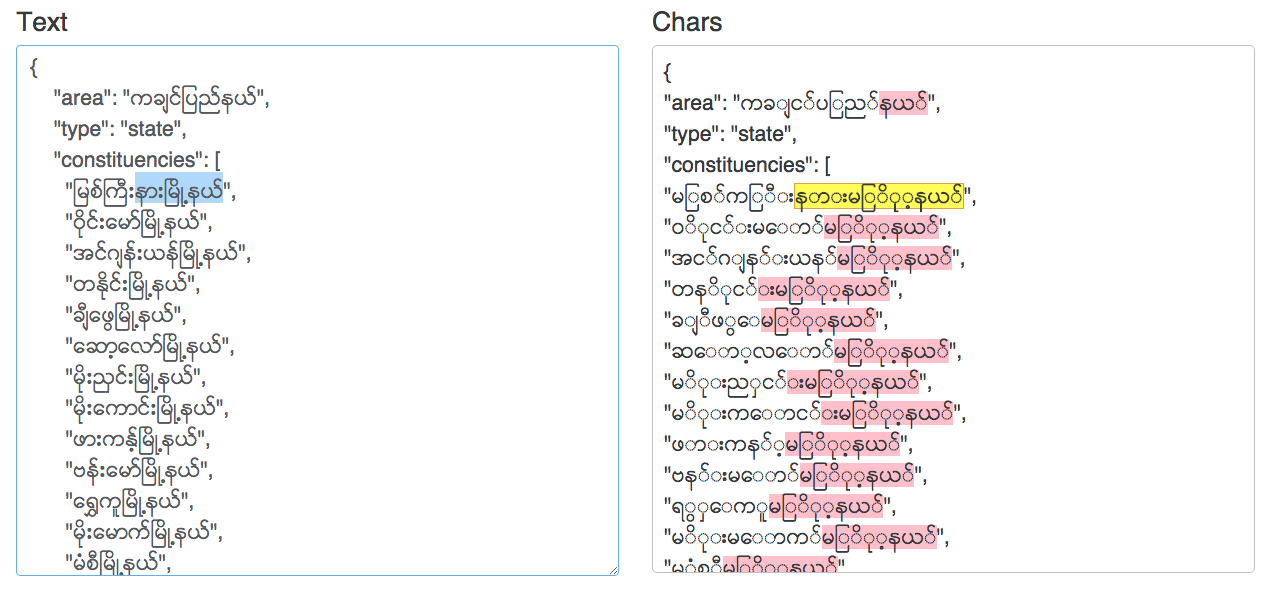 Text
{
"area": "ကချင်ပြည်နယ်",
"type": "state",
"constituencies": [
"မြစ်ကြီးနားမြို့နယ်",
"ဝိုင်းမော်မြို့နယ်",
"အင်ဂျန်းယန်မြို့နယ်",
"တနိုင်းမြို့နယ်",
"ချီဖွေမြို့နယ်",
"ဆော့လော်မြို့နယ်",
"မိုးညှင်းမြို့နယ်",
"မိုးကောင်းမြို့နယ်",
"ဖားကန့်မြို့နယ်",
"ဗန်းမော်မြို့နယ်",
"ရွှေကူမြို့နယ်",
"မိုးမောက်မြို့နယ်",
"မံစီမြို့နယ်",
Chars
{
"area": "ကခ◌ျင◌်ပ◌ြည◌်နယ◌်",
"type": "state",
"constituencies": [
"မ◌ြစ◌်က◌ြ◌ီ◌းန◌ာ◌းမ◌ြ◌ိ◌ု◌့နယ◌်",
"ဝ◌ိ◌ုင◌်◌းမ◌ေ◌ာ◌်မ◌ြ◌ိ◌ု◌့နယ◌်",
"အင◌်ဂ◌ျန◌်◌းယန◌်မ◌ြ◌ိ◌ု◌့နယ◌်",
"တန◌ိ◌ုင◌်◌းမ◌ြ◌ိ◌ု◌့နယ◌်",
"ခ◌ျ◌ီဖ◌ွ◌ေမ◌ြ◌ိ◌ု◌့နယ◌်",
"ဆ◌ေ◌ာ◌့လ◌ေ◌ာ◌်မ◌ြ◌ိ◌ု◌့နယ◌်",
"မ◌ိ◌ု◌းည◌ှင◌်◌းမ◌ြ◌ိ◌ု◌့နယ◌်",
"မ◌ိ◌ု◌းက◌ေ◌ာင◌်◌းမ◌ြ◌ိ◌ု◌့နယ◌်",
"ဖ◌ာ◌းကန◌်◌့မ◌ြ◌ိ◌ု◌့နယ◌်",
"ဗန◌်◌းမ◌ေ◌ာ◌်မ◌ြ◌ိ◌ု◌့နယ◌်",
"ရ◌ွ◌ှ◌ေက◌ူမ◌ြ◌ိ◌ု◌့နယ◌်",
"မ◌ိ◌ု◌းမ◌ေ◌ာက◌်မ◌ြ◌ိ◌ု◌့နယ◌်",
"မ◌ံစ◌ီမ◌ြ◌ိ◌ု◌့နယ◌်"